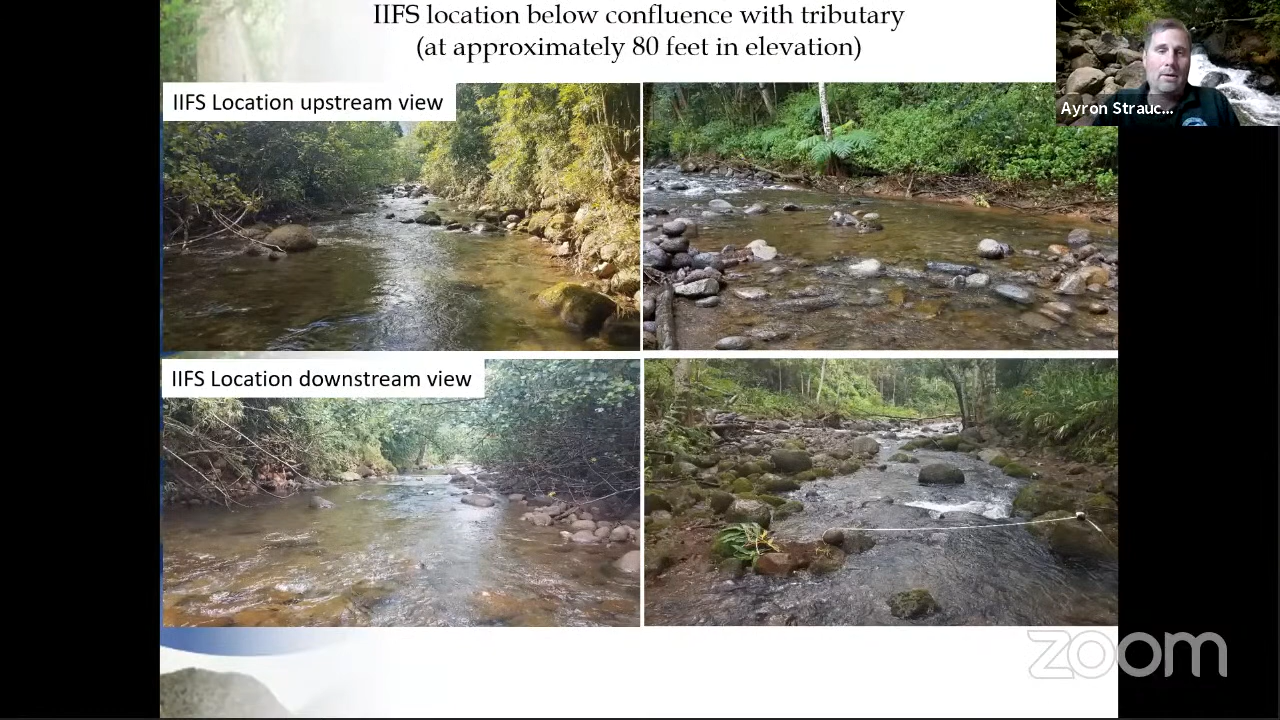 IIFS location below confluence with tributary
(at approximately 80 feet in elevation)
IIFS Location upstream view
Ayron Strauc...
IIFS Location downstream view
zoom